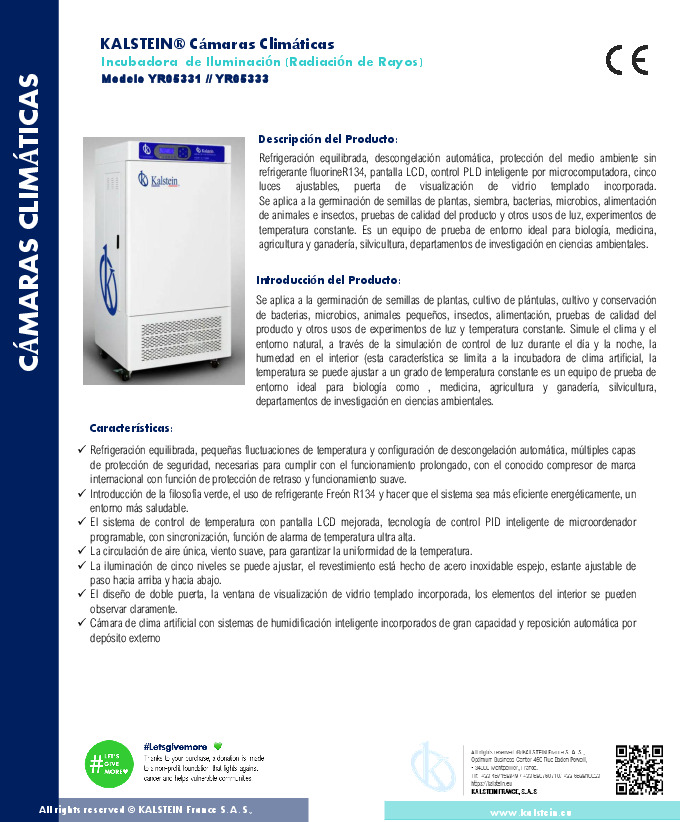 CÁMARAS CLIMÁTICAS
KALSTEIN® Cámaras Climáticas
Incubadora de Iluminación (Radiación de Rayos)
Modelo YR05331 // YR05333
CE
Kalstein
Descripción del Producto:
Refrigeración equilibrada, descongelación automática, protección del medio ambiente sin
refrigerante fluorineR134, pantalla LCD, control PLD inteligente por microcomputadora, cinco
luces ajustables, puerta de visualización de vidrio templado incorporada.
Se aplica a la germinación de semillas de plantas, siembra, bacterias, microbios, alimentación
de animales e insectos, pruebas de calidad del producto y otros usos de luz, experimentos de
temperatura constante. Es un equipo de prueba de entorno ideal para biología, medicina,
agricultura y ganadería, silvicultura, departamentos de investigación en ciencias ambientales.
Introducción del Producto:
Se aplica a la germinación de semillas de plantas, cultivo de plántulas, cultivo y conservación
de bacterias, microbios, animales pequeños, insectos, alimentación, pruebas de calidad del
producto y otros usos de experimentos de luz y temperatura constante. Simule el clima y el
entorno natural, a través de la simulación de control de luz durante el día y la noche, la
humedad en el interior (esta característica se limita a la incubadora de clima artificial, la
temperatura se puede ajustar a un grado de temperatura constante es un equipo de prueba de
entorno ideal para biología como , medicina, agricultura y ganadería, silvicultura,
departamentos de investigación en ciencias ambientales.
Características:
✓ Refrigeración equilibrada, pequeñas fluctuaciones de temperatura y configuración de descongelación automática, múltiples capas
de protección de seguridad, necesarias para cumplir con el funcionamiento prolongado, con el conocido compresor de marca
internacional con función de protección de retraso y funcionamiento suave.
✓ Introducción de la filosofía verde, el uso de refrigerante Freón R134 y hacer que el sistema sea más eficiente energéticamente, un
entorno más saludable.
✓ El sistema de control de temperatura con pantalla LCD mejorada, tecnología de control PID inteligente de microordenador
programable, con sincronización, función de alarma de temperatura ultra alta.
✓ La circulación de aire única, viento suave, para garantizar la uniformidad de la temperatura.
✓ La iluminación de cinco niveles se puede ajustar, el revestimiento está hecho de acero inoxidable espejo, estante ajustable de
paso hacia arriba y hacia abajo.
✓ El diseño de doble puerta, la ventana de visualización de vidrio templado incorporada, los elementos del interior se pueden
observar claramente.
✓ Cámara de clima artificial con sistemas de humidificación inteligente incorporados de gran capacidad y reposición automática por
depósito externo
# LET'S
GIVE
MORE
#Letsgivemore
Thanks to your purchase, a donation is made
to a non-profit foundation that fights against
cancer and helps vulnerable communities
All rights reserved ® KALSTEIN France S. A. S.,
Optimum Business Center 450 Rue Baden Powell,
34000 Montpellier, France.
https://kalstein.eu
KALSTEIN FRANCE, S.A.S
All rights reserved ® KALSTEIN France S.A.S.,
www.kalstein.eu